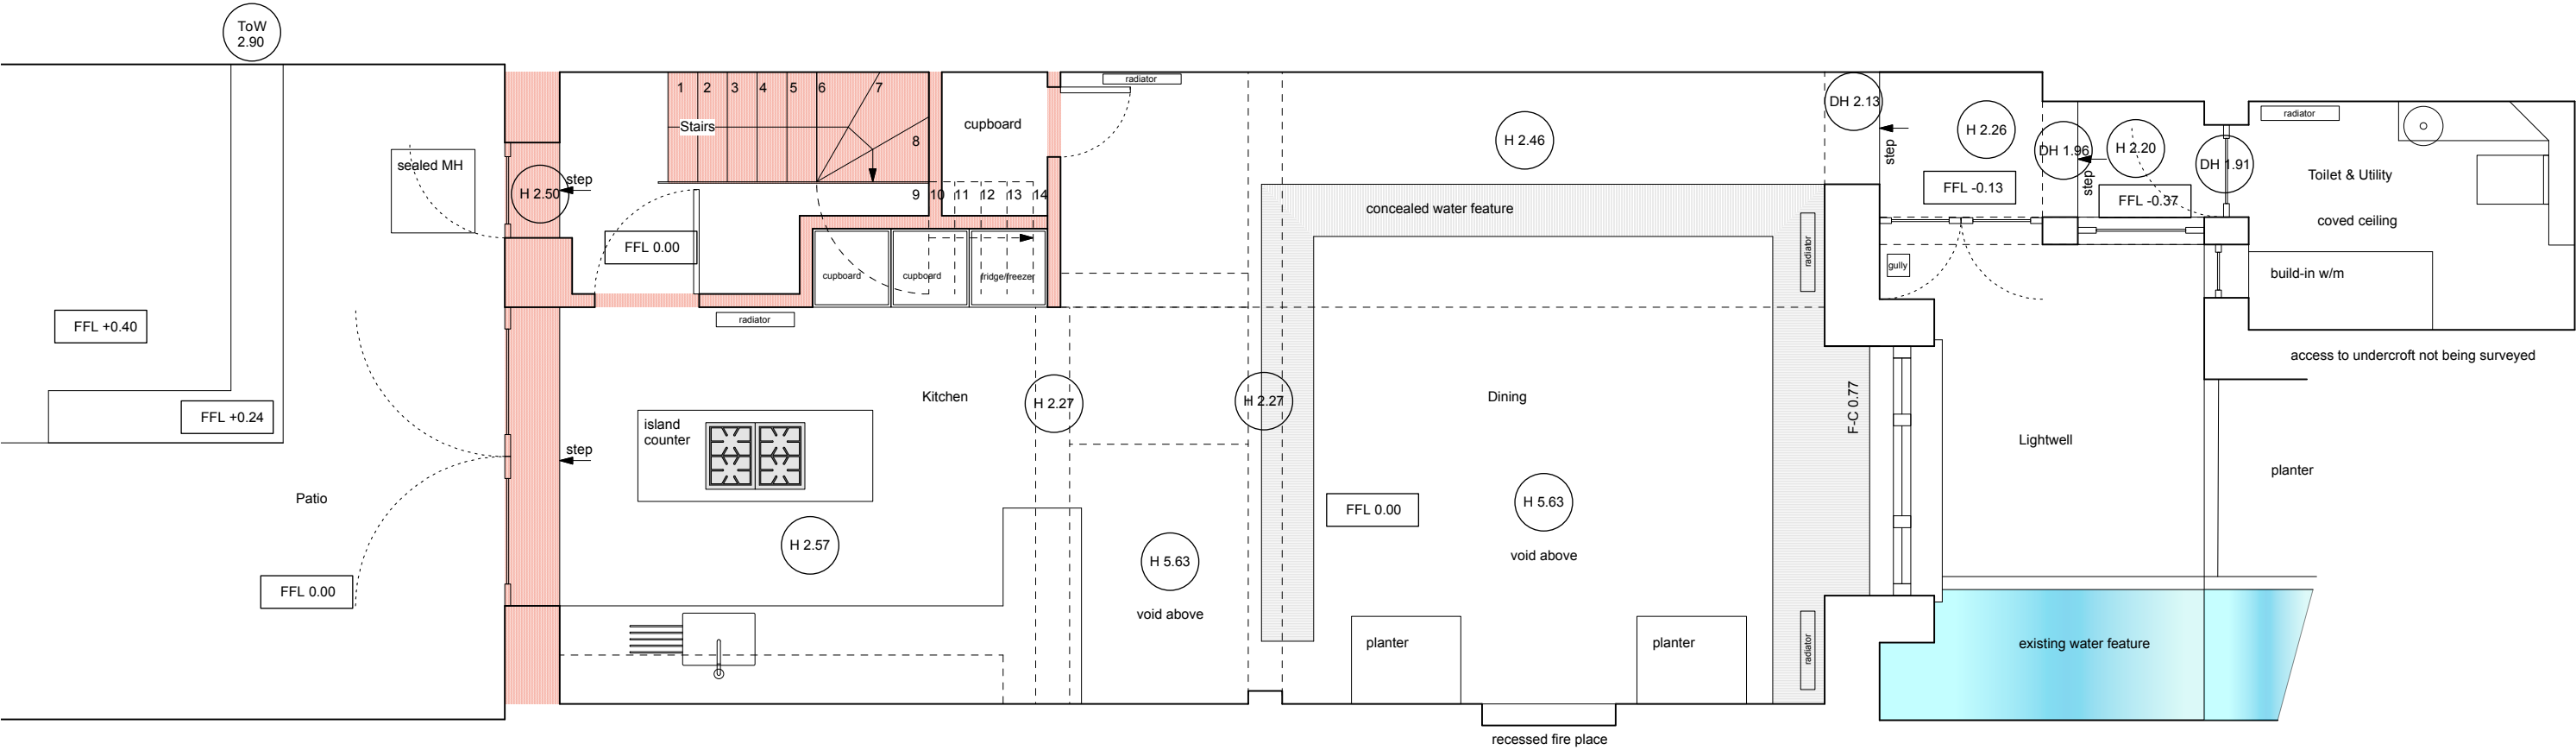 ToW
2.90
sealed MH
FFL +0.40
FFL +0.24
Patio
FFL 0.00
H 2.50
step
step
1 2 3 4 5 6 7
Stairs
8
9 10 11 12 13 14
FFL 0.00
cupboard
cupboard
cupboard
fridge/freezer
radiator
radiator
island
counter
Kitchen
H 2.57
H 2.27
H 5.63
void above
H 2.27
H 2.46
concealed water feature
radiator
Dining
FFL 0.00
H 5.63
void above
planter
planter
radiator
recessed fire place
F-C 0.77
DH 2.13
step
H 2.26
FFL -0.13
DH 1.96
step
H 2.20
FFL -0.37
DH 1.91
gully
Lightwell
existing water feature
radiator
Toilet & Utility
coved ceiling
build-in w/m
access to undercroft not being surveyed
planter